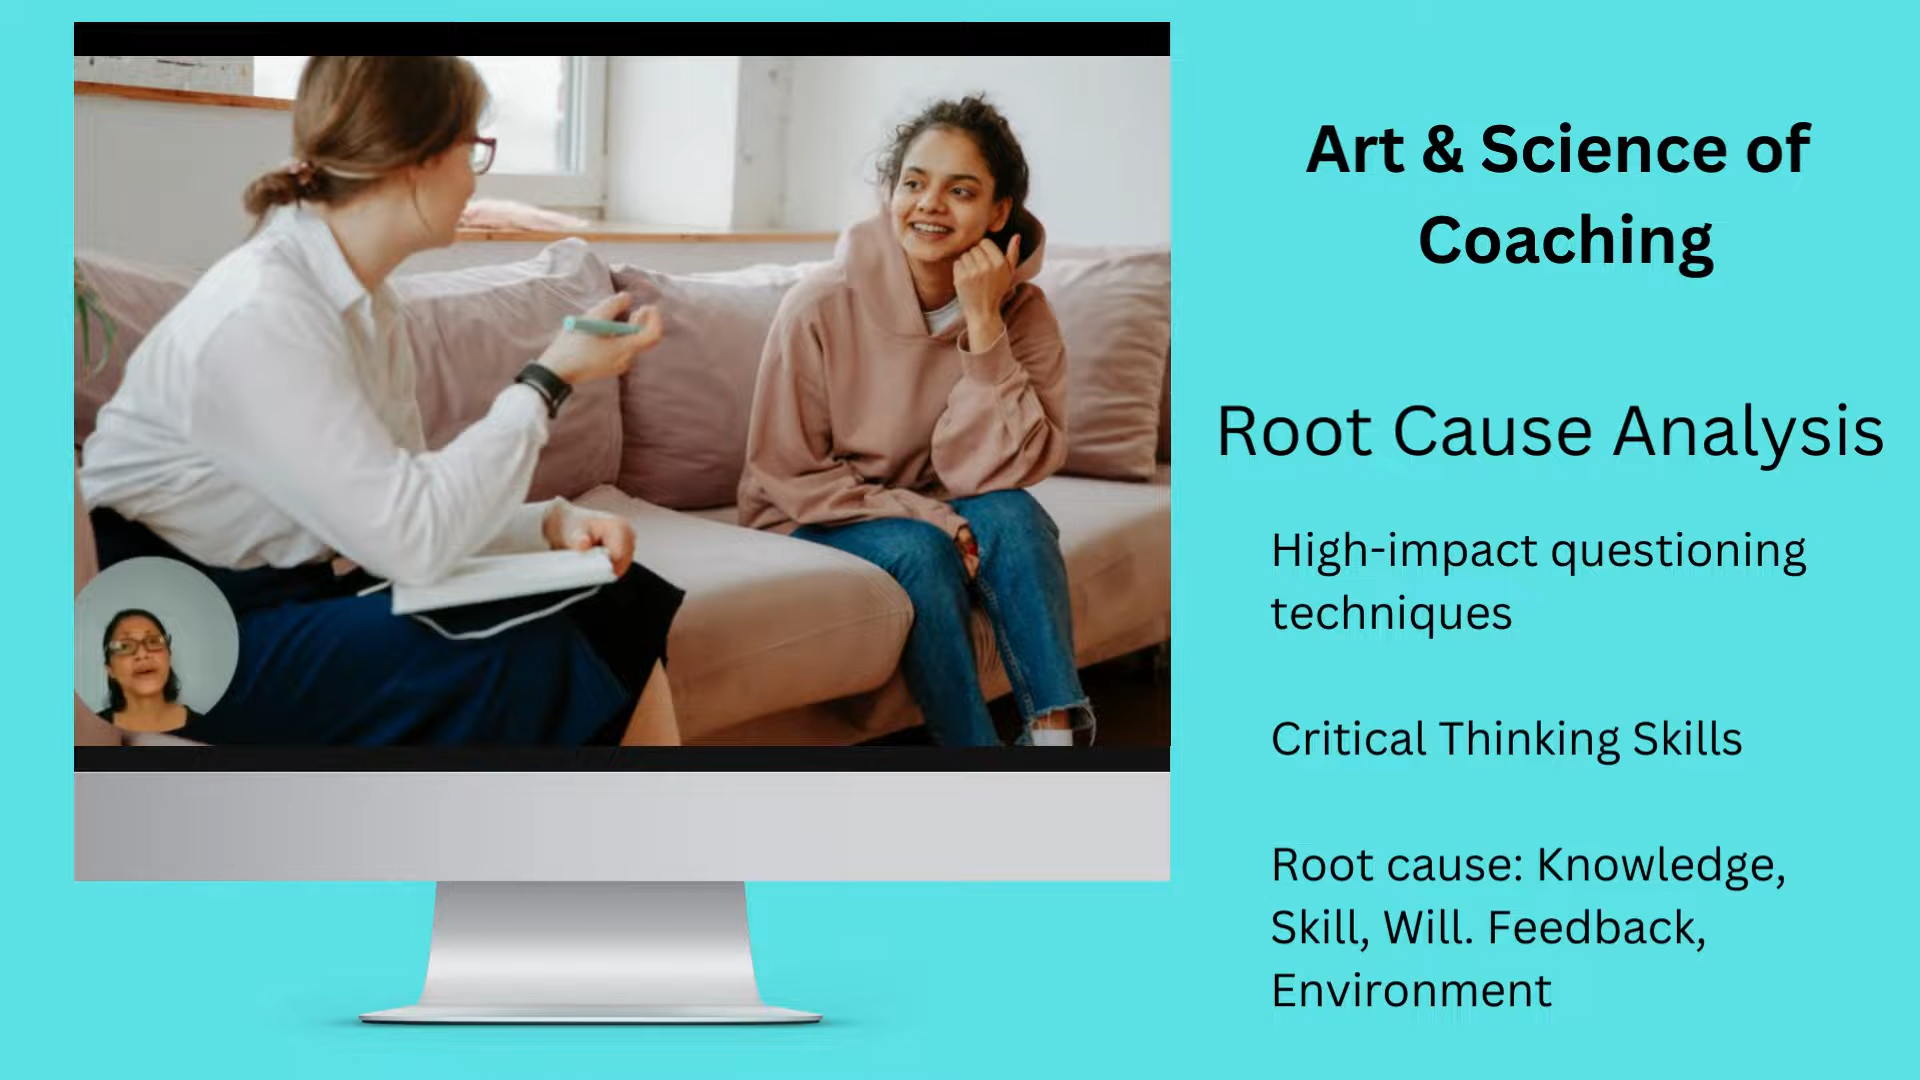 Art & Science of
Coaching
Root Cause Analysis
High-impact questioning
techniques
Critical Thinking Skills
Root cause: Knowledge,
Skill, Will. Feedback,
Environment